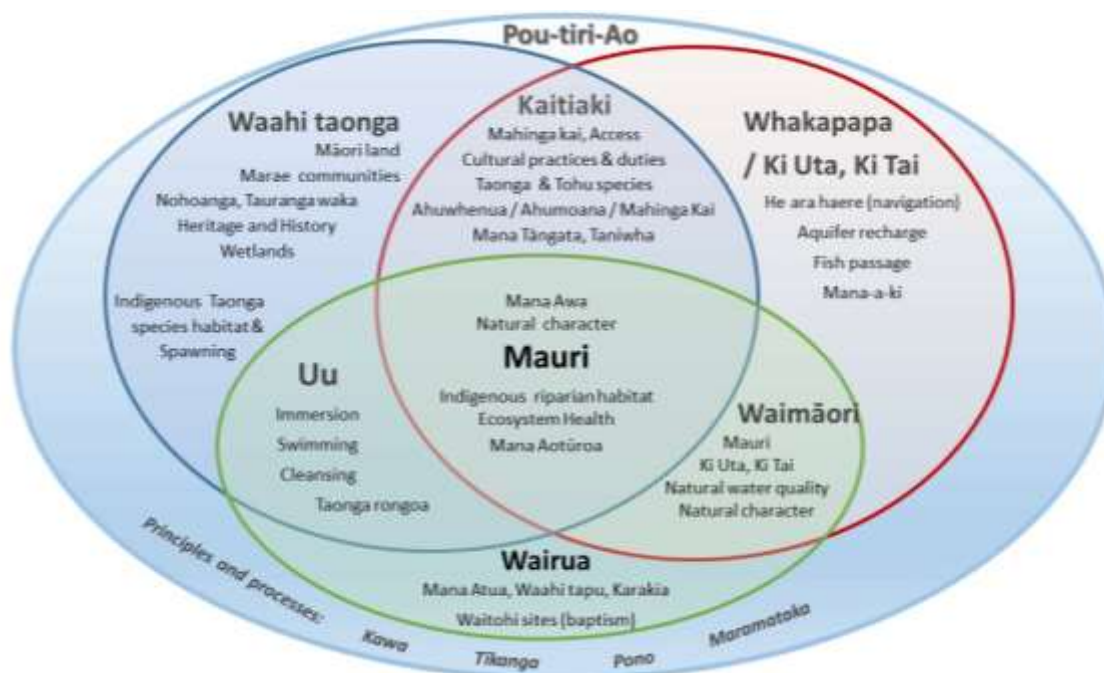 Pou-tiri-Ao
Waahi taonga
Māori land
Marae communities
Nohoanga, Tauranga waka
Heritage and History
Wetlands
Indigenous Taonga
species habitat &
Spawning
Kaitiaki
Mahinga kai, Access
Cultural practices & duties
Taonga & Tohu species
Ahuwhenua / Ahumoana / Mahinga Kai
Mana Tāngata, Taniwha
Whakapapa
/ Ki Uta, Ki Tai
He ara haere (navigation)
Aquifer recharge
Fish passage
Mana-a-ki
Mana Awa
Natural character
Mauri
Indigenous riparian habitat
Ecosystem Health
Mana Aotūroa
Uu
Immersion
Swimming
Cleansing
Taonga rongoa
Waimāori
Mauri
Ki Uta, Ki Tai
Natural water quality
Natural character
Wairua
Mana Atua, Waahi tapu, Karakia
Waitohi sites (baptism)
Principles and processes: Kawa Tikanga Pono Maramataka